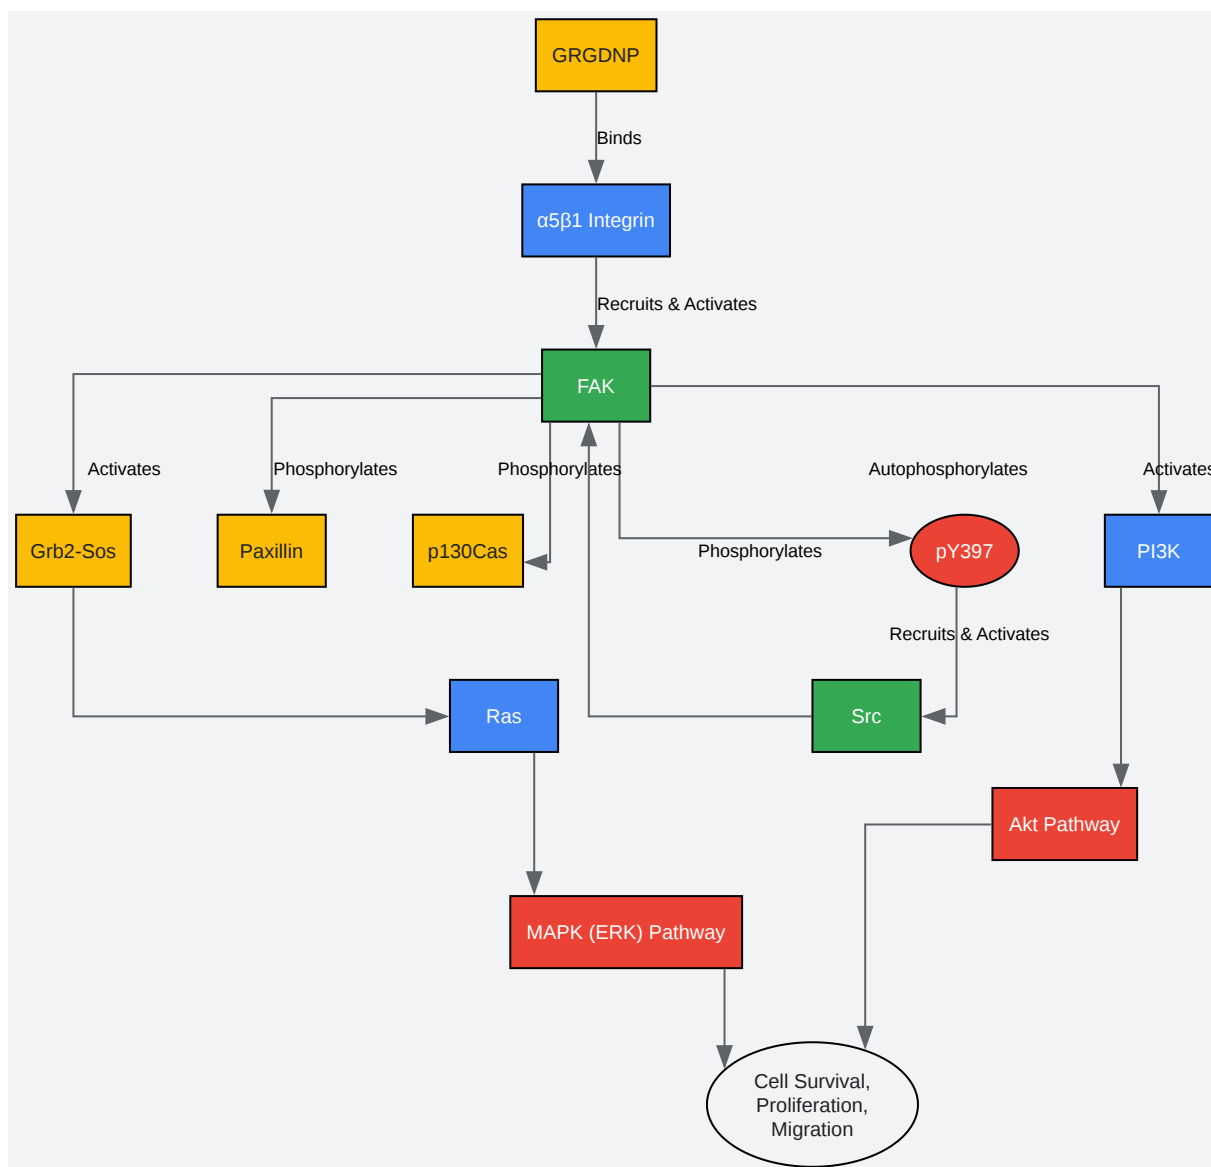 GRGDNP
Binds
α5β1 Integrin
Recruits & Activates
FAK
Activates
Phosphorylates
Phosphorylates
Autophosphorylates
Activates
Grb2-Sos
Paxillin
p130Cas
Phosphorylates
pY397
PI3K
Recruits & Activates
Ras
Src
Akt Pathway
MAPK (ERK) Pathway
Cell Survival,
Proliferation,
Migration